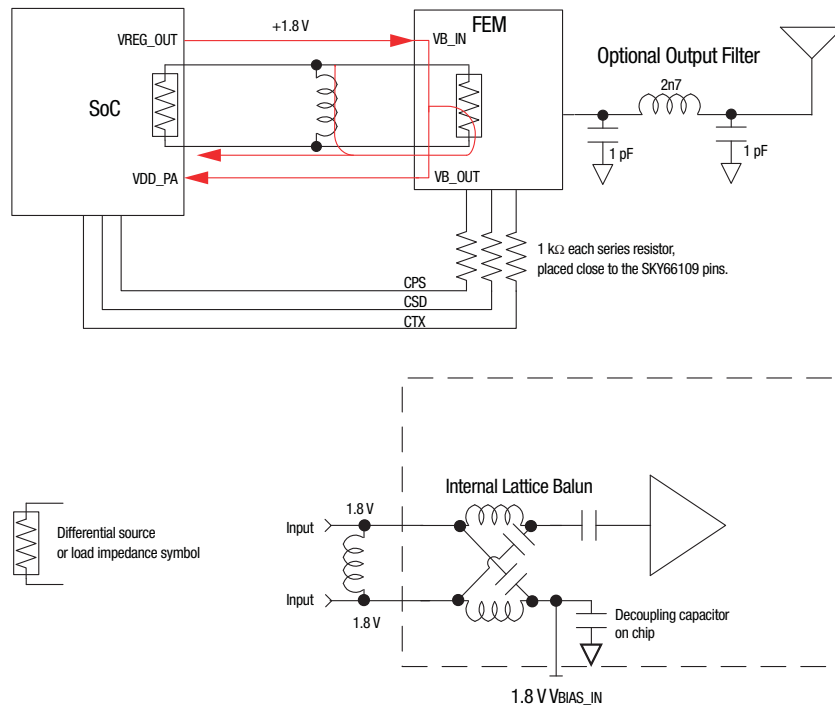 VREG_OUT
+1.8 V
VB_IN
FEM
SoC
VDD_PA
VB_OUT
Optional Output Filter
2n7
1 pF
1 pF
1 kΩ each series resistor,
placed close to the SKY66109 pins.
CPS
CSD
CTX
Differential source
or load impedance symbol
Internal Lattice Balun
1.8 V
Input
Input
1.8 V
Decoupling capacitor
on chip
1.8 V VBIAS_IN